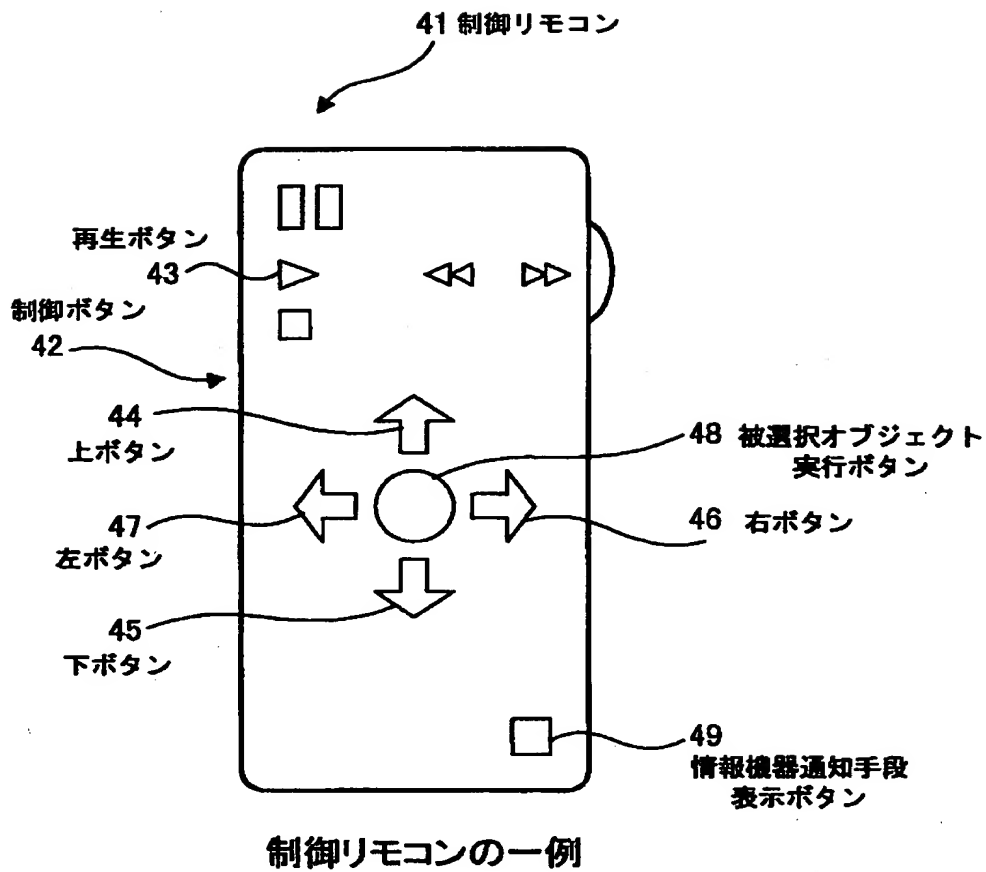 41 制御リモコン
再生ボタン
43
制御ボタン
42
44
上ボタン
48 被選択オブジェクト
実行ボタン
47
左ボタン
46 右ボタン
45
下ボタン
49
情報機器通知手段
表示ボタン
制御リモコンの一例